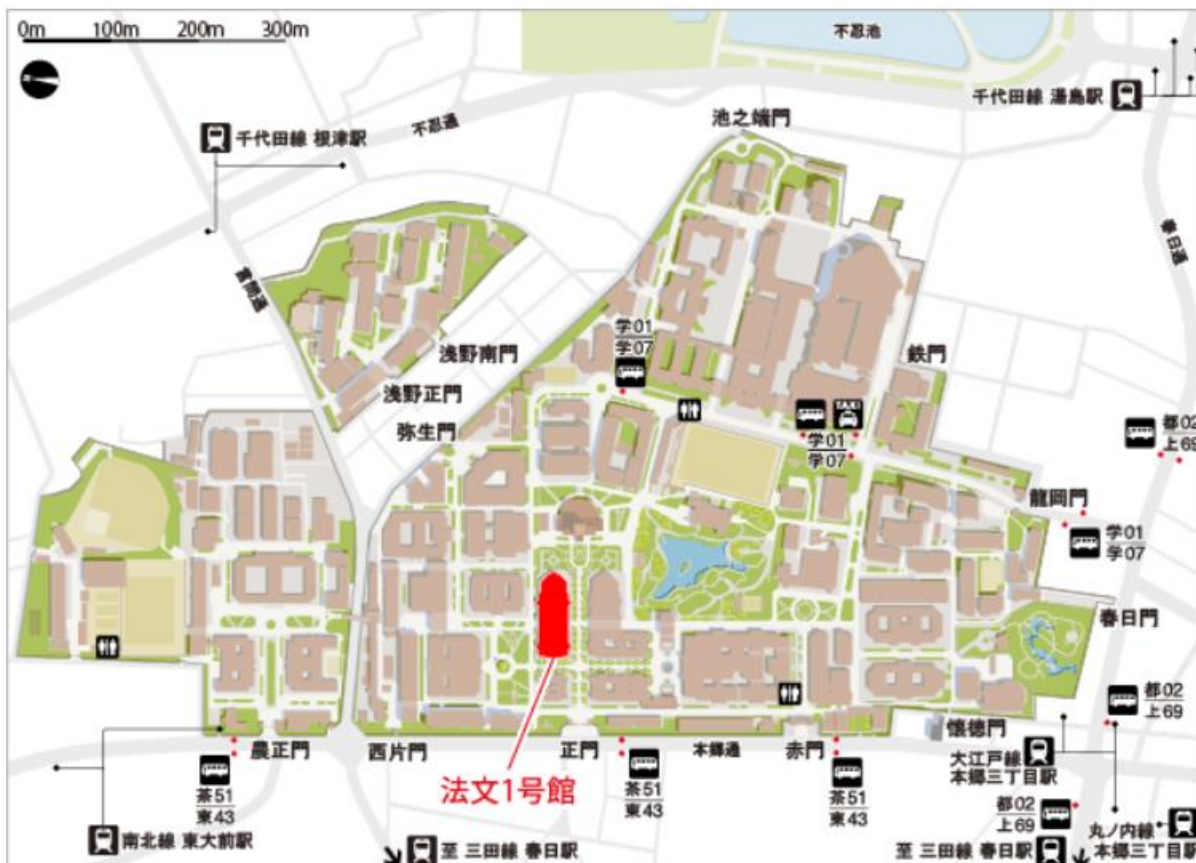 0m 100m 200m 300m
不忍池
千代田線 湯島駅
千代田線 根津駅
不忍通
池之端門
春日通
言問通
学01
学07
浅野南門
鉄門
浅野正門
弥生門
TAXI
学01
学07
都02
上69
龍岡門
学01
学07
春日門
都02
上69
農正門
西片門
正門
本郷通
赤門
懐徳門
大江戸線
本郷三丁目駅
法文1号館
茶51
東43
茶51
東43
茶51
東43
都02
上69
南北線 東大前駅
至 三田線 春日駅
至 三田線 春日駅
丸ノ内線
本郷三丁目駅